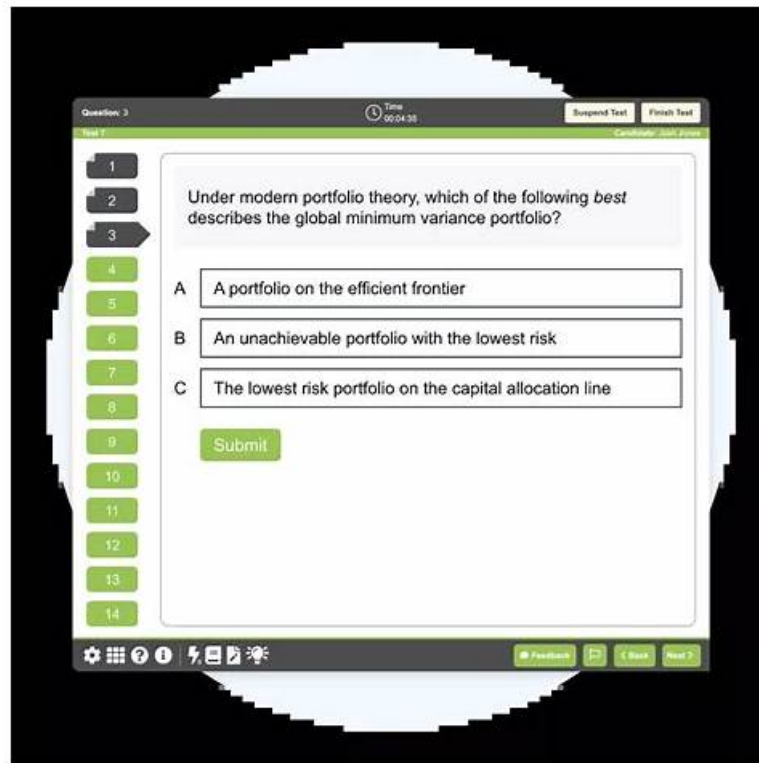 Question: 3
Time
00:04:35
Suspend Test
Finish Test
Test 7
Candidate: Josh Jones
1
2
3
4
5
6
7
8
9
10
11
12
13
14
Under modern portfolio theory, which of the following best
describes the global minimum variance portfolio?
A A portfolio on the efficient frontier
B An unachievable portfolio with the lowest risk
C The lowest risk portfolio on the capital allocation line
Submit
Feedback
Back
Next